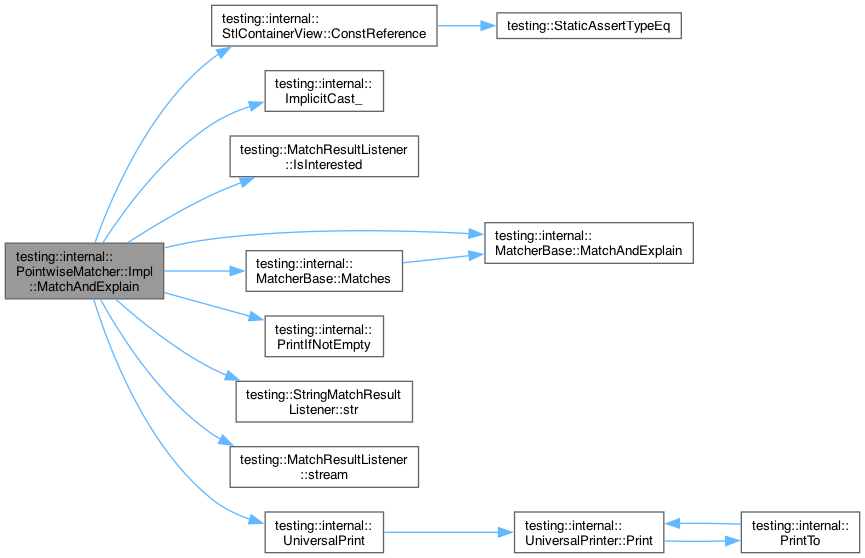 testing::internal::
StlContainerView::ConstReference
testing::StaticAssertTypeEq
testing::internal::
ImplicitCast_
testing::MatchResultListener
::IsInterested
testing::internal::
PointwiseMatcher::Impl
::MatchAndExplain
testing::internal::
MatcherBase::MatchAndExplain
testing::internal::
MatcherBase::Matches
testing::internal::
PrintIfNotEmpty
testing::StringMatchResult
Listener::str
testing::MatchResultListener
::stream
testing::internal::
UniversalPrint
testing::internal::
UniversalPrinter::Print
testing::internal::
PrintTo